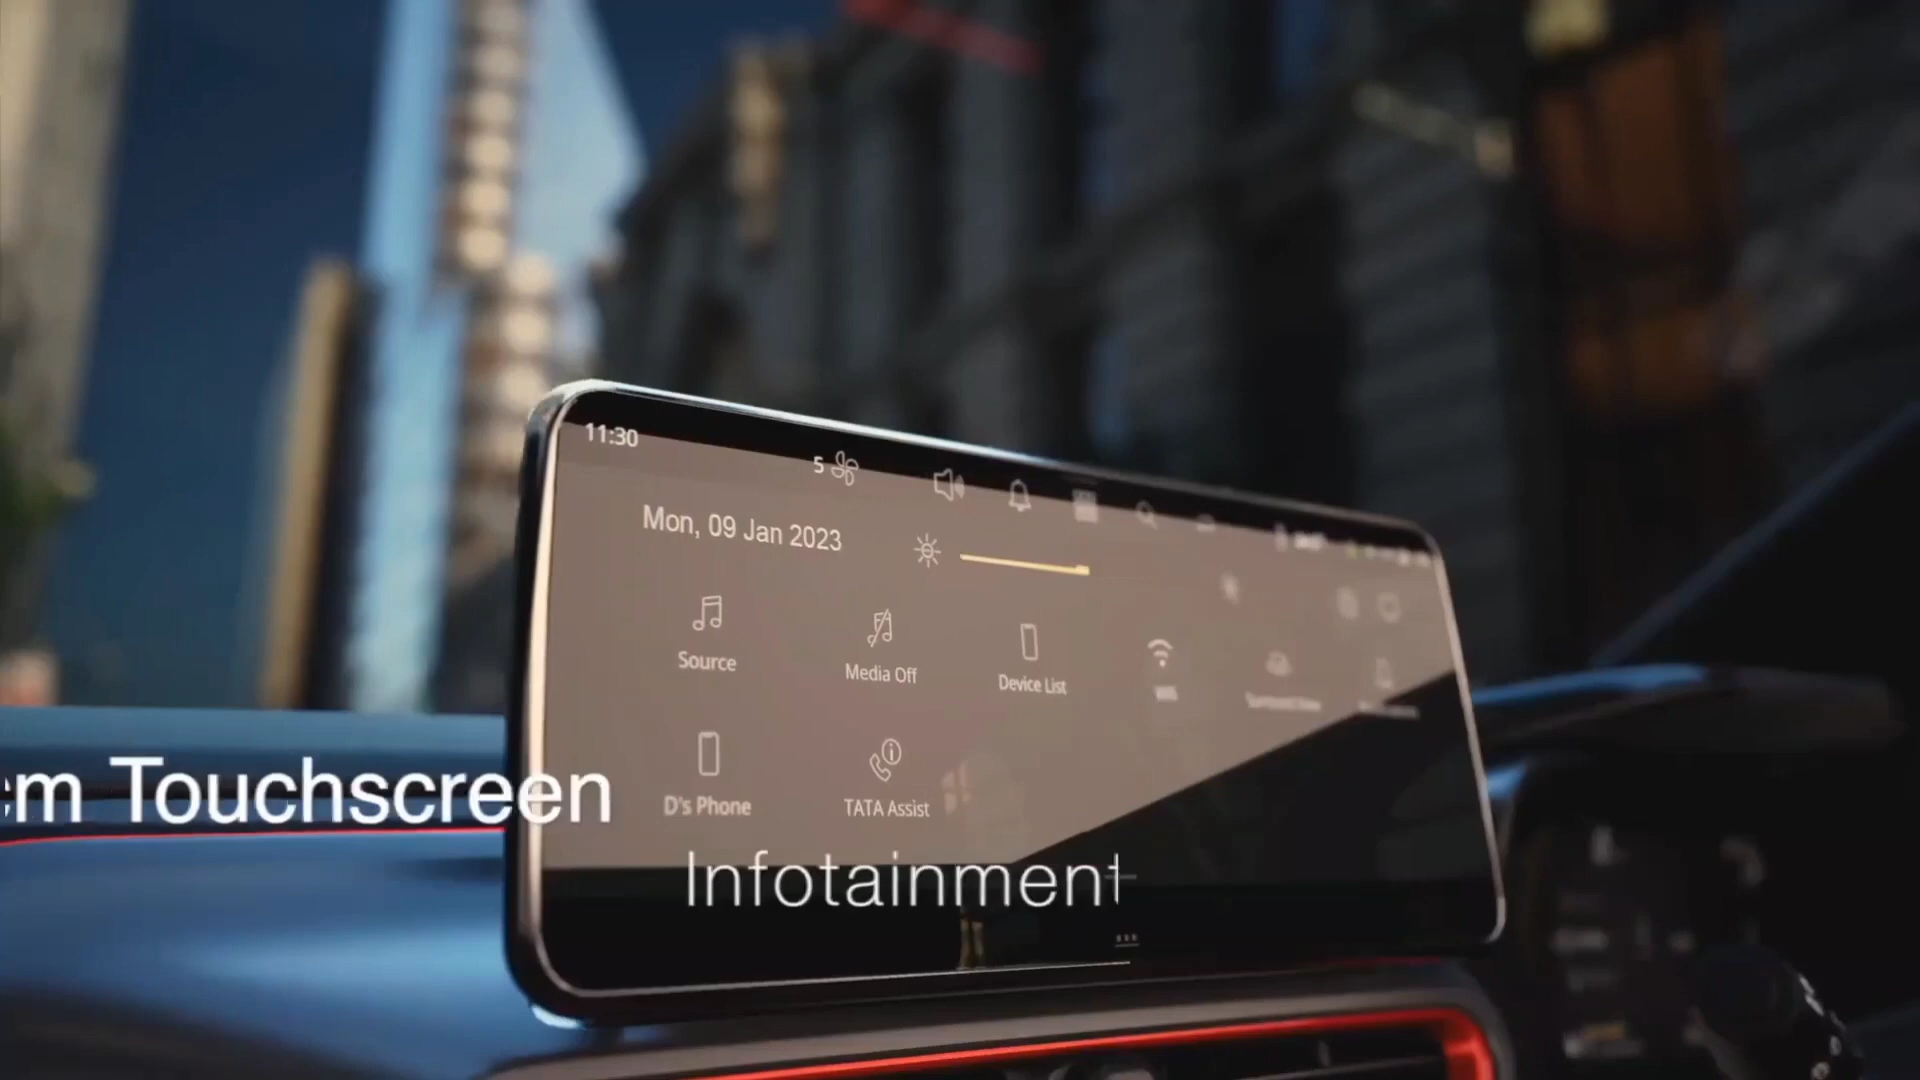 11:30
5
Mon, 09 Jan 2023
Source
Media Off
Device List
D's Phone
TATA Assist
Touchscreen
Infotainment